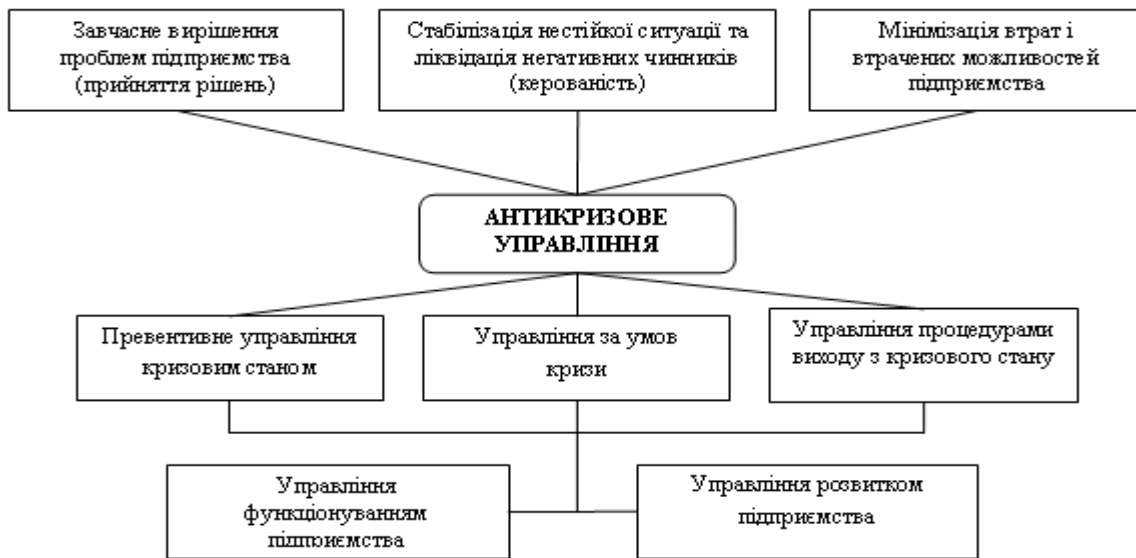 Завчасне вирішення
проблем підприємства
(прийняття рішень)
Стабілізація нестійкої ситуації та
ліквідація негативних чинників
(керованість)
Мінімізація втрат і
втрачених можливостей
підприємства
АНТИКРИЗОВЕ
УПРАВЛІННЯ
Превентивне управління
кризовим станом
Управління за умов
кризи
Управління процедурами
виходу з кризового стану
Управління
функціонуванням
підприємства
Управління розвитком
підприємства